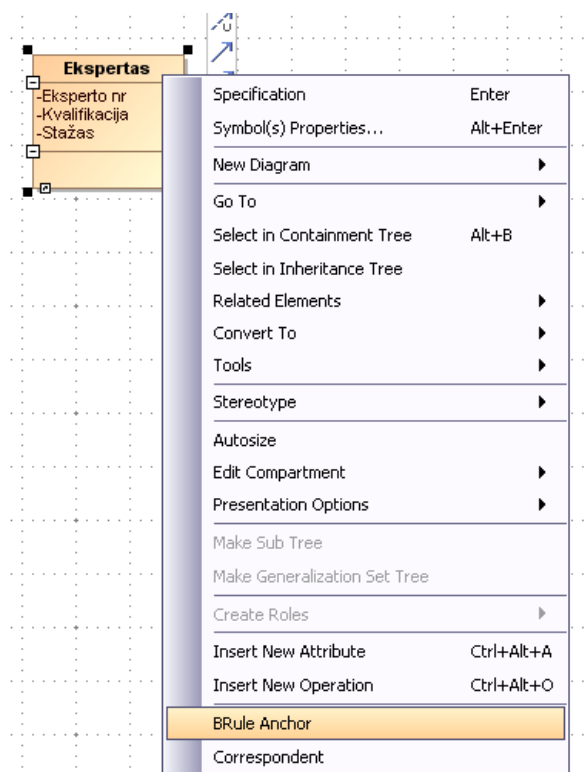 Ekspertas
-Eksperto nr
-Kvalifikacija
-Stažas
Specification Enter
Symbol(s) Properties... Alt+Enter
New Diagram
Go To
Select in Containment Tree Alt+B
Select in Inheritance Tree
Related Elements
Convert To
Tools
Stereotype
Autosize
Edit Compartment
Presentation Options
Make Sub Tree
Make Generalization Set Tree
Create Roles
Insert New Attribute Ctrl+Alt+A
Insert New Operation Ctrl+Alt+O
BRule Anchor
Correspondent